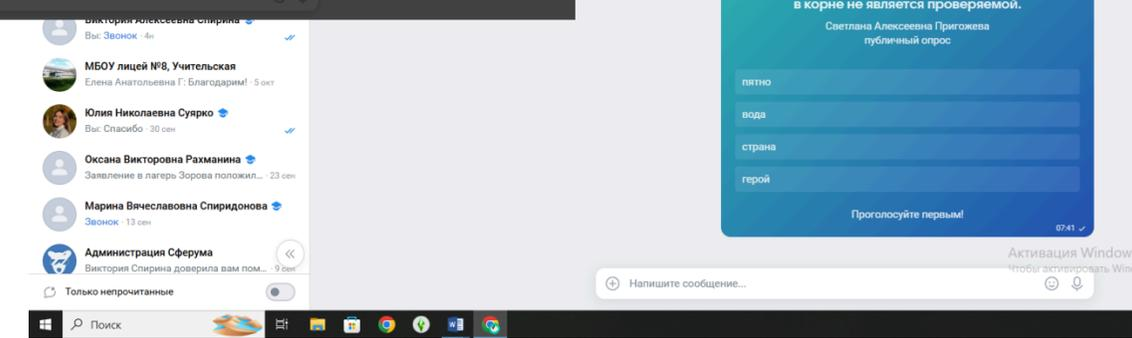 Виктория Алексеевна Спирина
Вы: Звонок · 4н
МБОУ лицей №8, Учительская
Елена Анатольевна Г: Благодарим! · 5 окт
Юлия Николаевна Суярко
Вы: Спасибо · 30 сен
Оксана Викторовна Рахманина
Заявление в лагерь Зорова положил... · 23 сен
Марина Вячеславовна Спиридонова
Звонок · 13 сен
Администрация Сферума
Виктория Спирина доверила вам пом... · 9 сен
Только непрочитанные
в корне не является проверяемой.
Светлана Алексеевна Пригожева
публичный опрос
пятно
вода
страна
герой
Проголосуйте первым!
07:41
Активация Window
Чтобы активировать Win
Напишите сообщение...
Поиск